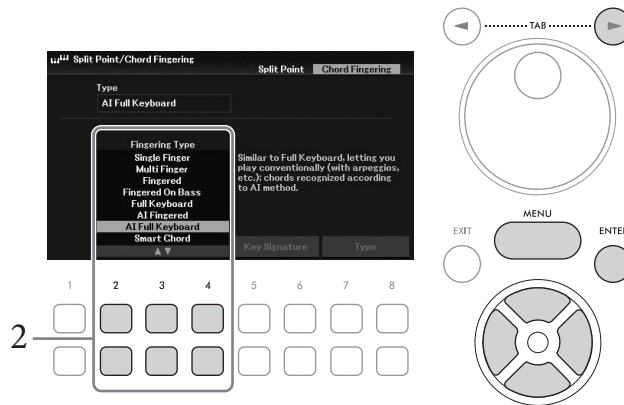 TAB
Split Point/Chord Fingering
Split Point Chord Fingering
Type
AI Full Keyboard
Fingering Type
Single Finger
Multi Finger
Fingered
Fingered On Bass
Full Keyboard
AI Fingered
AI Full Keyboard
Smart Chord
Similar to Full Keyboard, letting you
play conventionally (with arpeggios,
etc.); chords recognized according
to AI method.
Key Signature Type
EXIT MENU ENTER
1 2 3 4 5 6 7 8
2